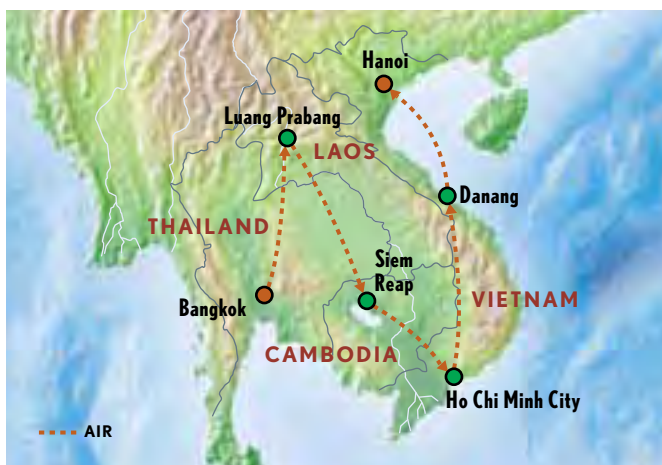 Hanoi
Luang Prabang
LAOS
Danang
THAILAND
Siem
Reap
Bangkok
VIETNAM
CAMBODIA
Ho Chi Minh City
AIR